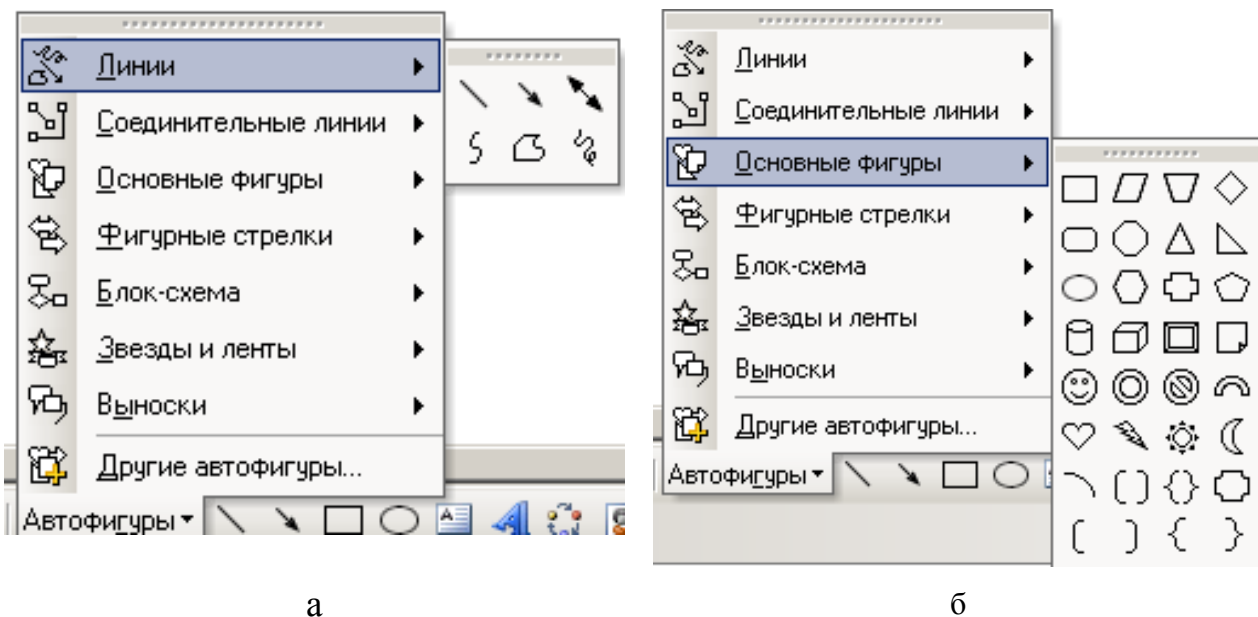 Линии
Соединительные линии
Основные фигуры
Фигурные стрелки
Блок-схема
Звезды и ленты
Выноски
Другие автофигуры...
Автофигуры
а
Линии
Соединительные линии
Основные фигуры
Фигурные стрелки
Блок-схема
Звезды и ленты
Выноски
Другие автофигуры...
Автофигуры
б